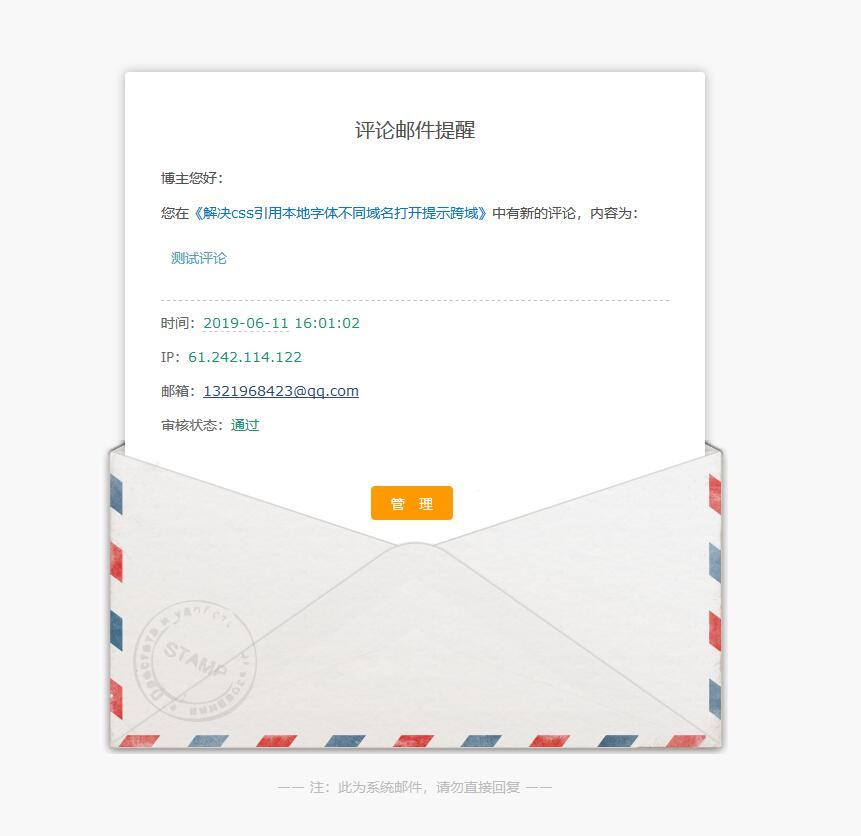 评论邮件提醒
博主您好：
您在《解决css引用本地字体不同域名打开提示跨域》中有新的评论，内容为：
测试评论
时间：2019-06-11 16:01:02
IP：61.242.114.122
邮箱：1321968423@qq.com
审核状态：通过
管 理
STAMP
—— 注：此为系统邮件，请勿直接回复 ——